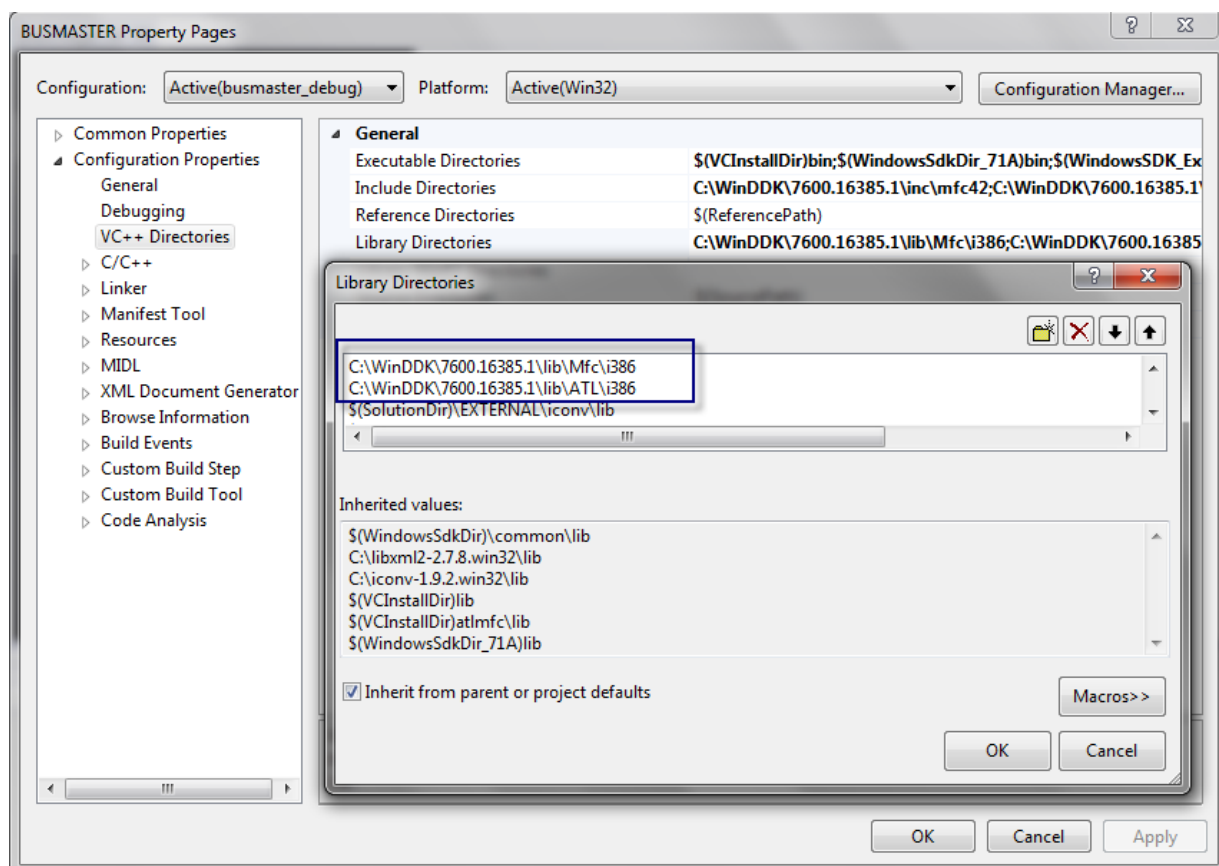 BUSMASTER Property Pages
Configuration: Active(busmaster_debug) Platform: Active(Win32) Configuration Manager...
Common Properties
Configuration Properties
General
Debugging
VC++ Directories
C/C++
Linker
Manifest Tool
Resources
MIDL
XML Document Generator
Browse Information
Build Events
Custom Build Step
Custom Build Tool
Code Analysis
General
Executable Directories $(VCInstallDir)bin;$(WindowsSdkDir_71A)bin;$(WindowsSDK_Ex
Include Directories C:\WinDDK\7600.16385.1\inc\mfc42;C:\WinDDK\7600.16385.1\
Reference Directories $(ReferencePath)
Library Directories C:\WinDDK\7600.16385.1\lib\Mfc\i386;C:\WinDDK\7600.16385
Library Directories
C:\WinDDK\7600.16385.1\lib\Mfc\i386
C:\WinDDK\7600.16385.1\lib\ATL\i386
$(SolutionDir)\EXTERNAL\iconv\lib
Inherited values:
$(WindowsSdkDir)\common\lib
C:\libxml2-2.7.8.win32\lib
C:\iconv-1.9.2.win32\lib
$(VCInstallDir)lib
$(VCInstallDir)atlmfc\lib
$(WindowsSdkDir_71A)lib
Inherit from parent or project defaults
Macros>>
OK Cancel
OK Cancel Apply